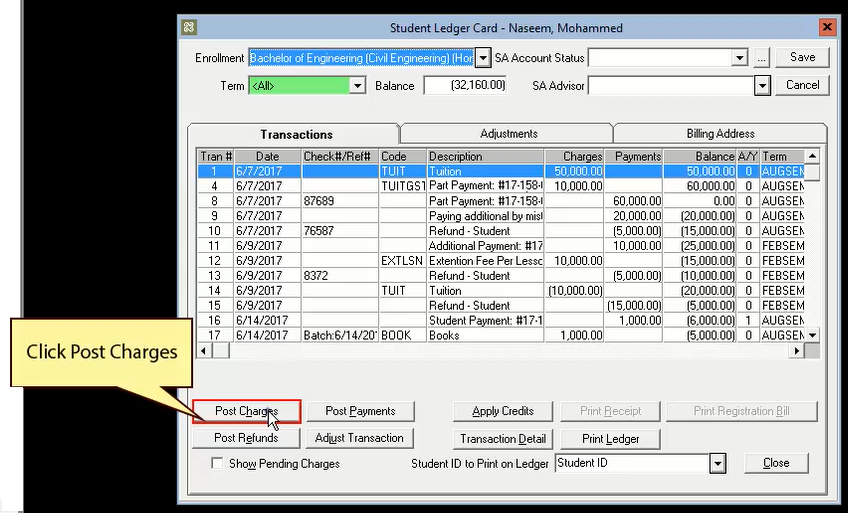 Student Ledger Card - Naseem, Mohammed
Enrollment Bachelor of Engineering (Civil Engineering) (Hor SA Account Status ... Save
Term <All> Balance (32,160.00) SA Advisor Cancel
Transactions Adjustments Billing Address
Tran # Date Check#/Ref# Code Description Charges Payments Balance A/Y Term
1 6/7/2017 TUIT Tuition 50,000.00 50,000.00 0 AUGSEM
4 6/7/2017 TUITGST Part Payment: #17-158- 10,000.00 60,000.00 0 AUGSEM
8 6/7/2017 87689 Part Payment: #17-158- 60,000.00 0.00 0 AUGSEM
9 6/7/2017 Paying additional by mist 20,000.00 (20,000.00) 0 AUGSEM
10 6/7/2017 76587 Refund - Student (5,000.00) (15,000.00) 0 AUGSEM
11 6/9/2017 Additional Payment: #17 10,000.00 (25,000.00) 0 FEBSEM
12 6/9/2017 EXTLSN Extention Fee Per Lesso 10,000.00 (15,000.00) 0 FEBSEM
13 6/9/2017 8372 Refund - Student (5,000.00) (10,000.00) 0 FEBSEM
14 6/9/2017 TUIT Tuition (10,000.00) (20,000.00) 0 FEBSEM
15 6/9/2017 Refund - Student (15,000.00) (5,000.00) 0 FEBSEM
16 6/14/2017 Student Payment: #17-1 1,000.00 (6,000.00) 1 AUGSEM
17 6/14/2017 Batch:6/14/201 BOOK Books 1,000.00 (5,000.00) 0 AUGSEM
Click Post Charges
Post Charges Post Payments Apply Credits Print Receipt Print Registration Bill
Post Refunds Adjust Transaction Transaction Detail Print Ledger
Show Pending Charges Student ID to Print on Ledger Student ID Close